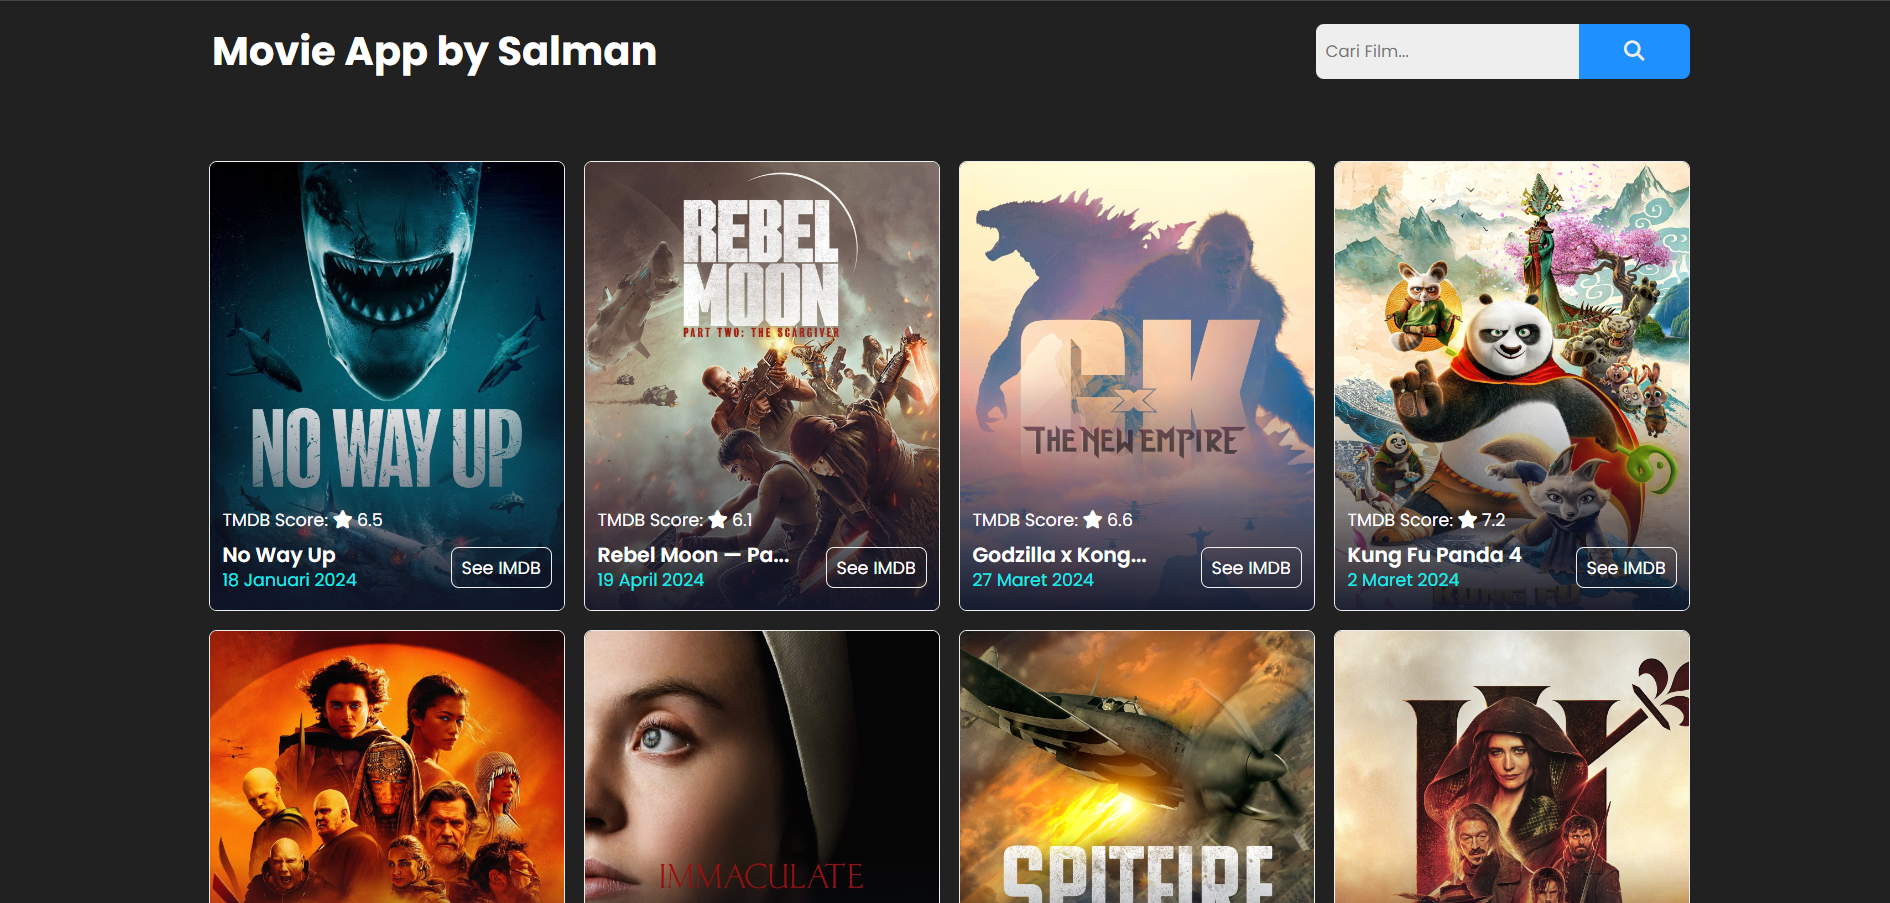 Movie App by Salman
Cari Film...
NO WAY UP
TMDB Score: 6.5
No Way Up
18 Januari 2024
See IMDB
REBEL
MOON
PART TWO: THE SCARGIVER
TMDB Score: 6.1
Rebel Moon — Pa...
19 April 2024
See IMDB
GxK
THE NEW EMPIRE
TMDB Score: 6.6
Godzilla x Kong...
27 Maret 2024
See IMDB
TMDB Score: 7.2
Kung Fu Panda 4
2 Maret 2024
See IMDB
KUNG FU
IMMACULATE
SPITFIRE